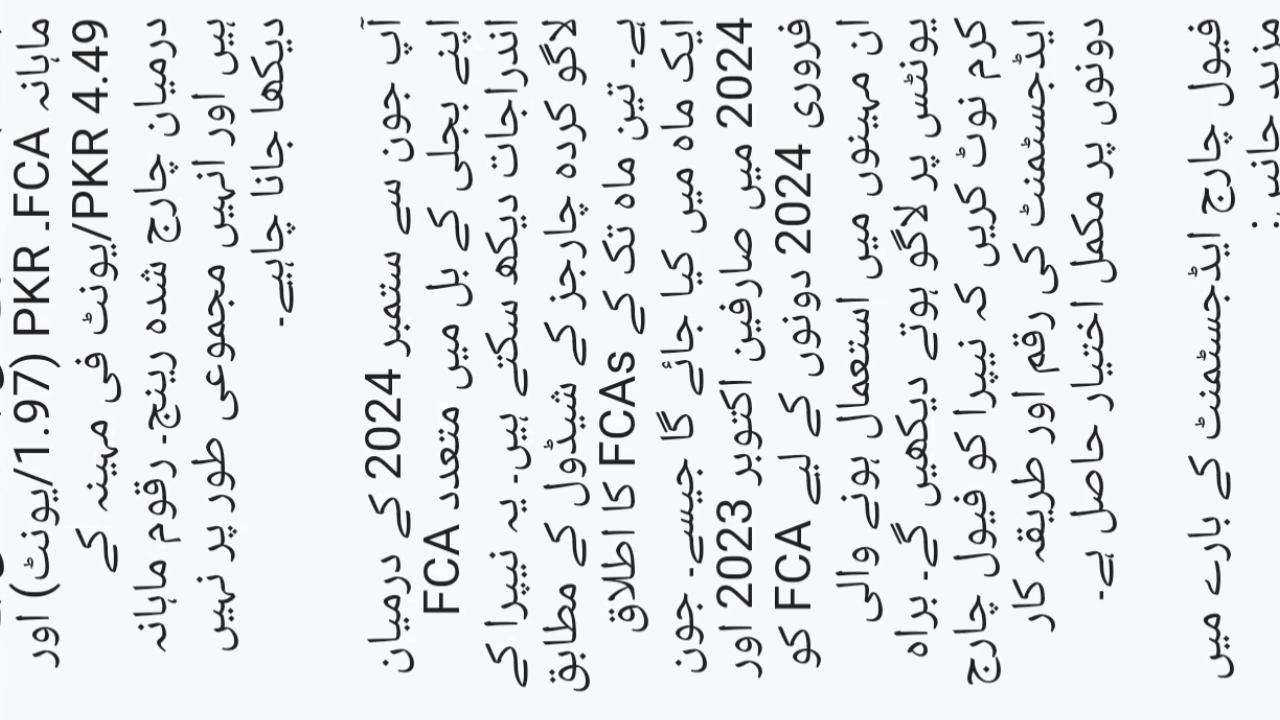 ماہانہ PKR .FCA (1.97/یونٹ) اور
PKR 4.49/یونٹ فی مہینہ کے
درمیان چارج شدہ رینج۔ رقوم ماہانہ
ہیں اور انہیں مجموعی طور پر نہیں
دیکھا جانا چاہیے۔
آپ جون سے ستمبر 2024 کے درمیان
اپنے بجلی کے بل میں متعدد FCA
اندراجات دیکھ سکتے ہیں۔ یہ نیپرا کے
لاگو کردہ چارجز کے شیڈول کے مطابق
ہے۔ تین ماہ تک کے FCAs کا اطلاق
ایک ماہ میں کیا جائے گا جیسے۔ جون
2024 میں صارفین اکتوبر 2023 اور
فروری 2024 دونوں کے لیے FCA کو
ان مہینوں میں استعمال ہونے والی
یونٹس پر لاگو ہوتے دیکھیں گے۔ براہ
کرم نوٹ کریں کہ نیپرا کو فیول چارج
ایڈجسٹمنٹ کی رقم اور طریقہ کار
دونوں پر مکمل اختیار حاصل ہے۔
فیول چارج ایڈجسٹمنٹ کے بارے میں
مزید جانیں: